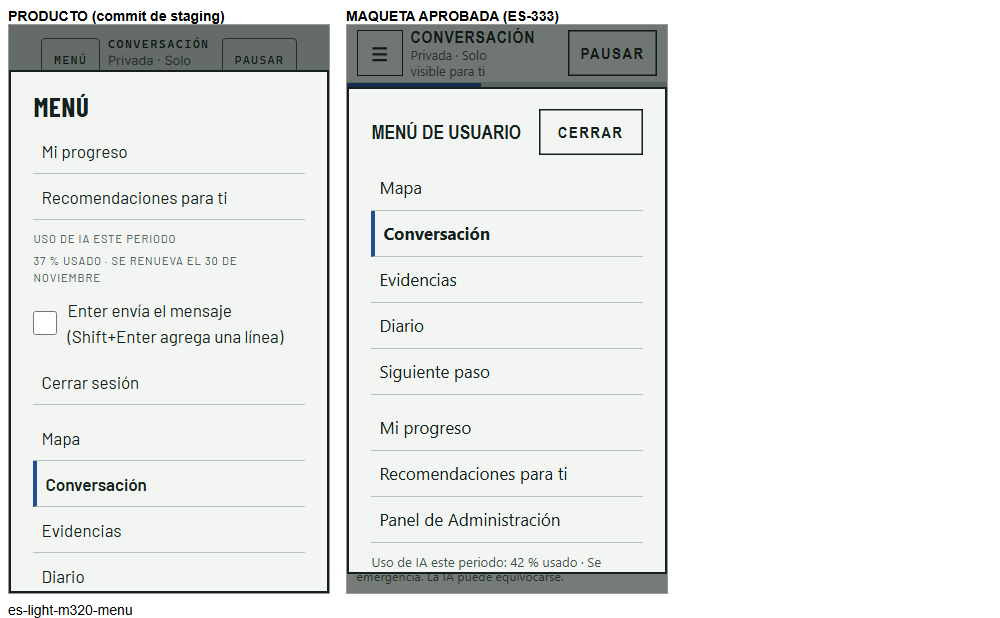 PRODUCTO (commit de staging)
MENÚ
CONVERSACIÓN
Privada · Solo
PAUSAR
MENÚ
Mi progreso
Recomendaciones para ti
USO DE IA ESTE PERIODO
37 % USADO · SE RENUEVA EL 30 DE
NOVIEMBRE
Enter envía el mensaje
(Shift+Enter agrega una línea)
Cerrar sesión
Mapa
Conversación
Evidencias
Diario
es-light-m320-menu
MAQUETA APROBADA (ES-333)
CONVERSACIÓN
Privada · Solo
visible para ti
PAUSAR
MENÚ DE USUARIO
CERRAR
Mapa
Conversación
Evidencias
Diario
Siguiente paso
Mi progreso
Recomendaciones para ti
Panel de Administración
Uso de IA este periodo: 42 % usado · Se
emergencia. La IA puede equivocarse.